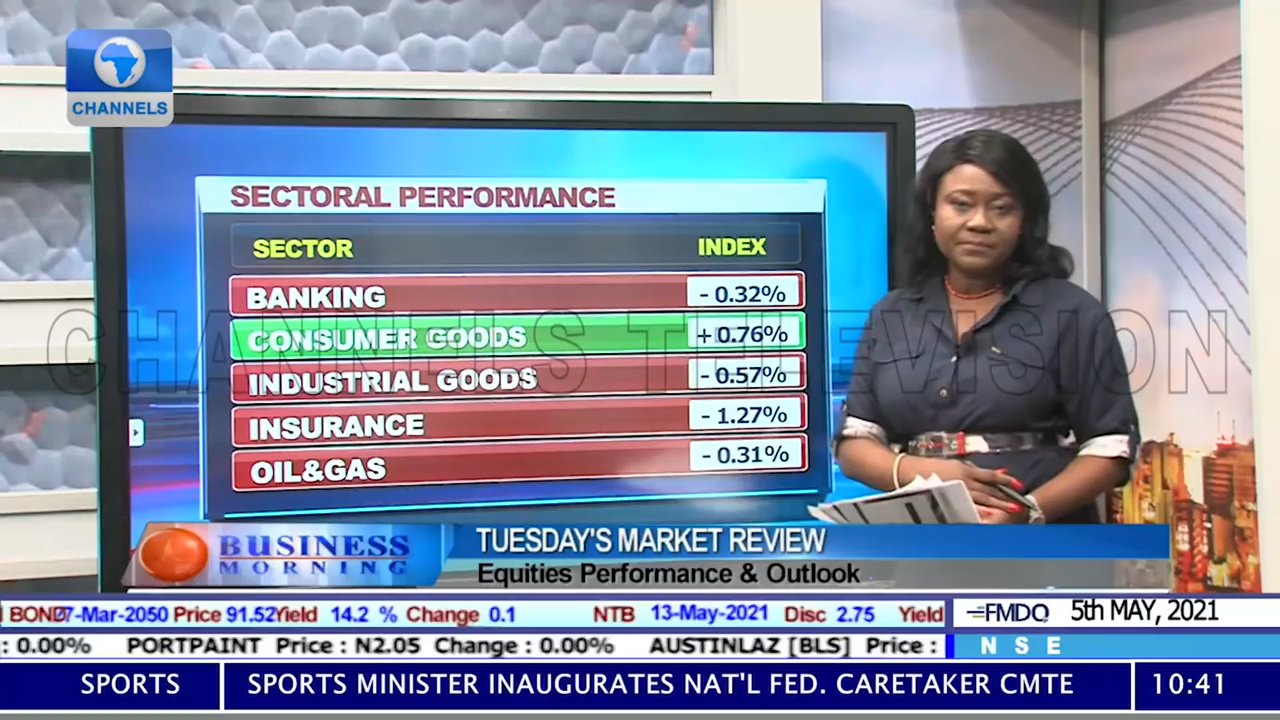 CHANNELS
SECTORAL PERFORMANCE
SECTOR INDEX
BANKING - 0.32%
CONSUMER GOODS +0.76%
INDUSTRIAL GOODS - 0.57%
INSURANCE - 1.27%
OIL&GAS - 0.31%
CHANNELS TELEVISION
BUSINESS MORNING
TUESDAY'S MARKET REVIEW
Equities Performance & Outlook
BOND 7-Mar-2050 Price 91.52 Yield 14.2 % Change 0.1 NTB 13-May-2021 Disc 2.75 Yield FMDQ 5th MAY, 2021
: 0.00% PORTPAINT Price : N2.05 Change : 0.00% AUSTINLAZ [BLS] Price : NSE
SPORTS SPORTS MINISTER INAUGURATES NAT'L FED. CARETAKER CMTE 10:41